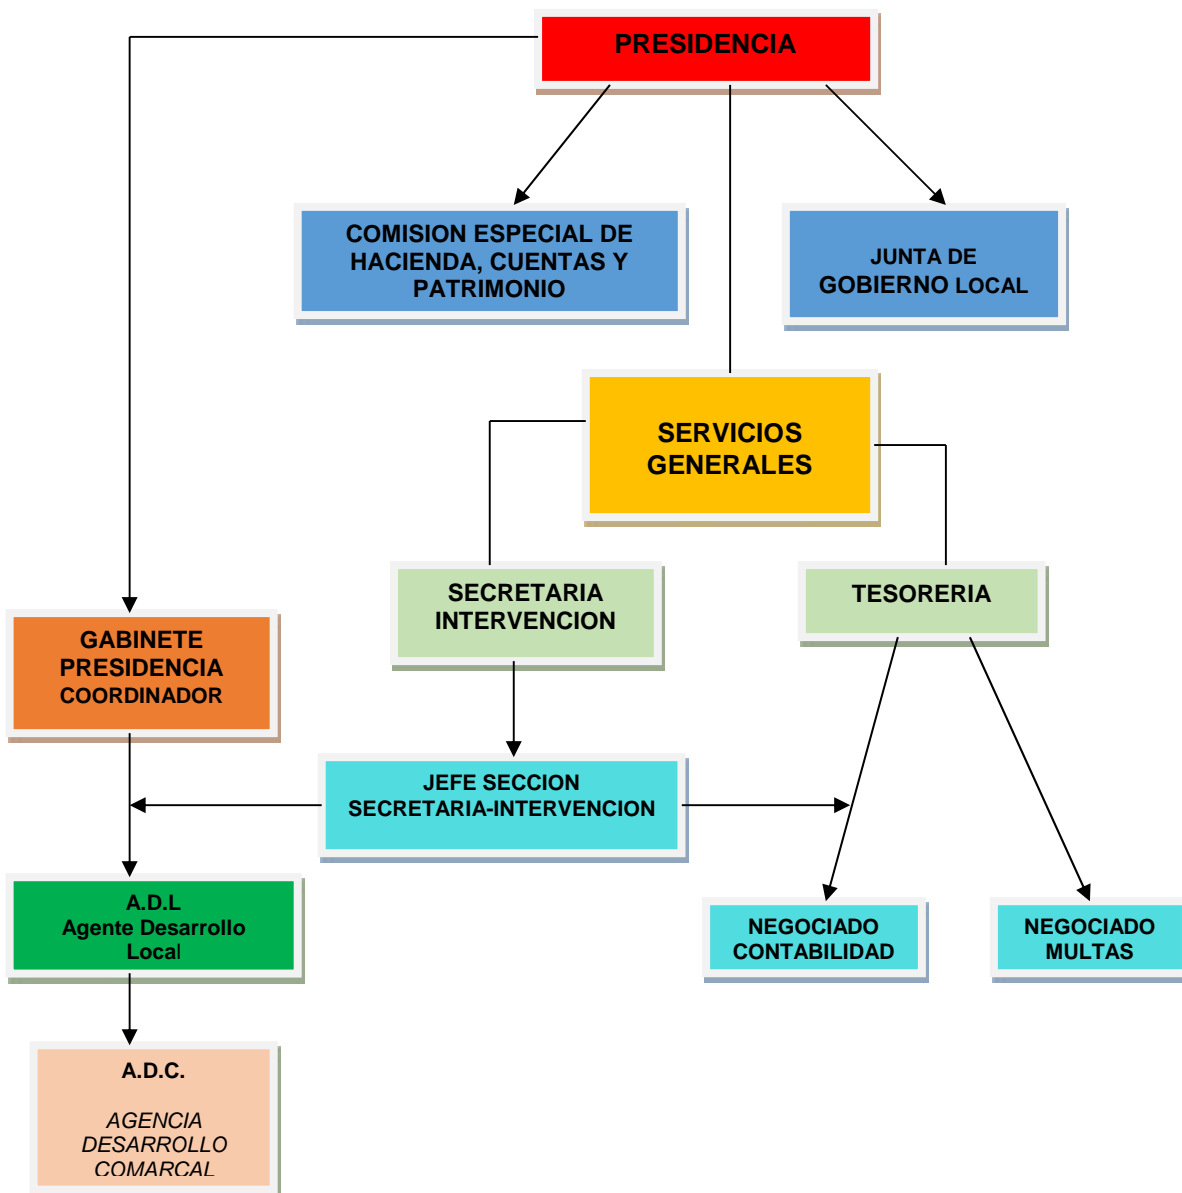 PRESIDENCIA
COMISION ESPECIAL DE
HACIENDA, CUENTAS Y
PATRIMONIO
JUNTA DE
GOBIERNO LOCAL
SERVICIOS
GENERALES
SECRETARIA
INTERVENCION
TESORERIA
GABINETE
PRESIDENCIA
COORDINADOR
JEFE SECCION
SECRETARIA-INTERVENCION
A.D.L
Agente Desarrollo
Local
NEGOCIADO
CONTABILIDAD
NEGOCIADO
MULTAS
A.D.C.
AGENCIA
DESARROLLO
COMARCAL